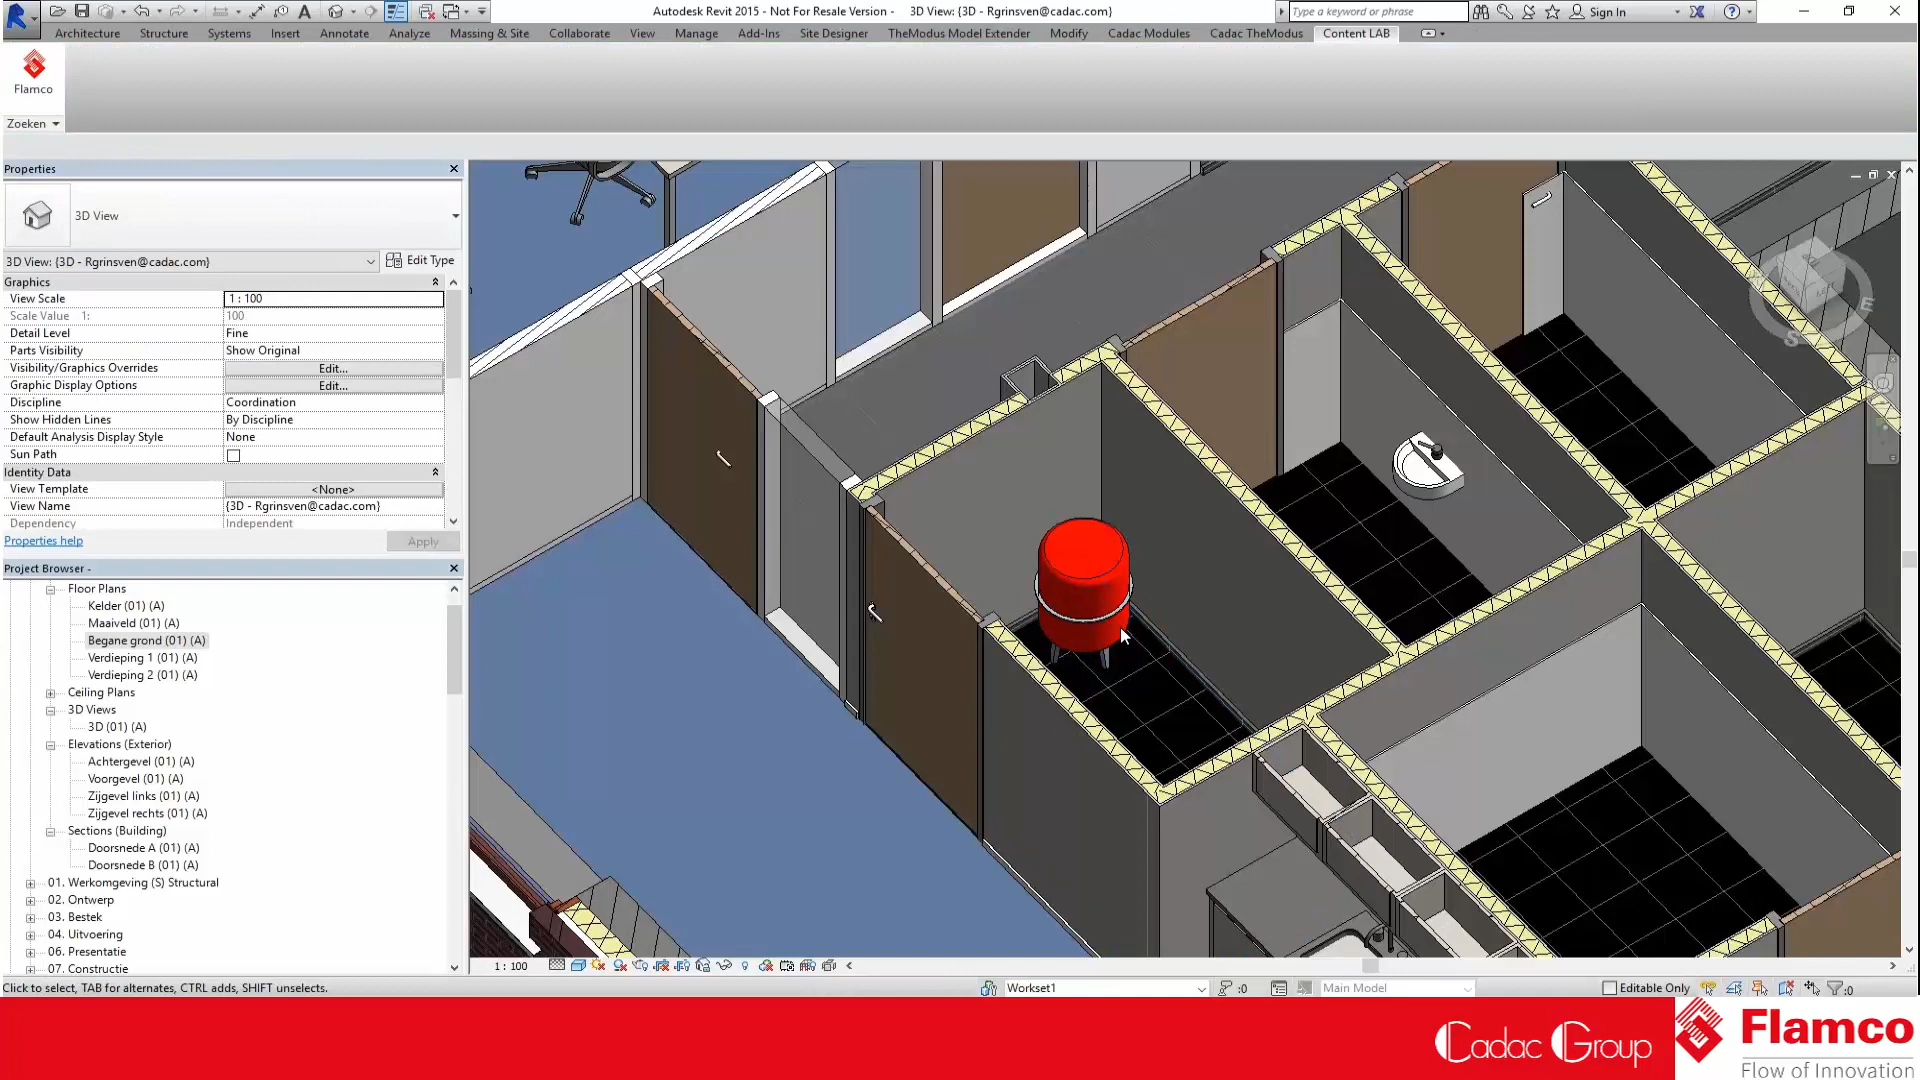 Autodesk Revit 2015 - Not For Resale Version - 3D View: {3D - Rgrinsven@cadac.com}
Type a keyword or phrase
Sign In
Architecture Structure Systems Insert Annotate Analyze Massing & Site Collaborate View Manage Add-Ins Site Designer TheModus Model Extender Modify Cadac Modules Cadac TheModus Content LAB
Flamco
Zoeken
Properties
3D View
3D View: {3D - Rgrinsven@cadac.com}
Edit Type
Graphics
View Scale 1 : 100
Scale Value 1: 100
Detail Level Fine
Parts Visibility Show Original
Visibility/Graphics Overrides Edit...
Graphic Display Options Edit...
Discipline Coordination
Show Hidden Lines By Discipline
Default Analysis Display Style None
Sun Path
Identity Data
View Template <None>
View Name {3D - Rgrinsven@cadac.com}
Dependency Independent
Properties help
Apply
Project Browser -
Floor Plans
Kelder (01) (A)
Maaiveld (01) (A)
Begane grond (01) (A)
Verdieping 1 (01) (A)
Verdieping 2 (01) (A)
Ceiling Plans
3D Views
3D (01) (A)
Elevations (Exterior)
Achtergevel (01) (A)
Voorgevel (01) (A)
Zijgevel links (01) (A)
Zijgevel rechts (01) (A)
Sections (Building)
Doorsnede A (01) (A)
Doorsnede B (01) (A)
01. Werkomgeving (S) Structural
02. Ontwerp
03. Bestek
04. Uitvoering
06. Presentatie
07. Constructie
E
S
1 : 100
Click to select, TAB for alternates, CTRL adds, SHIFT unselects.
Workset1
:0
Main Model
Editable Only
:0
Cadac Group
Flamco
Flow of Innovation